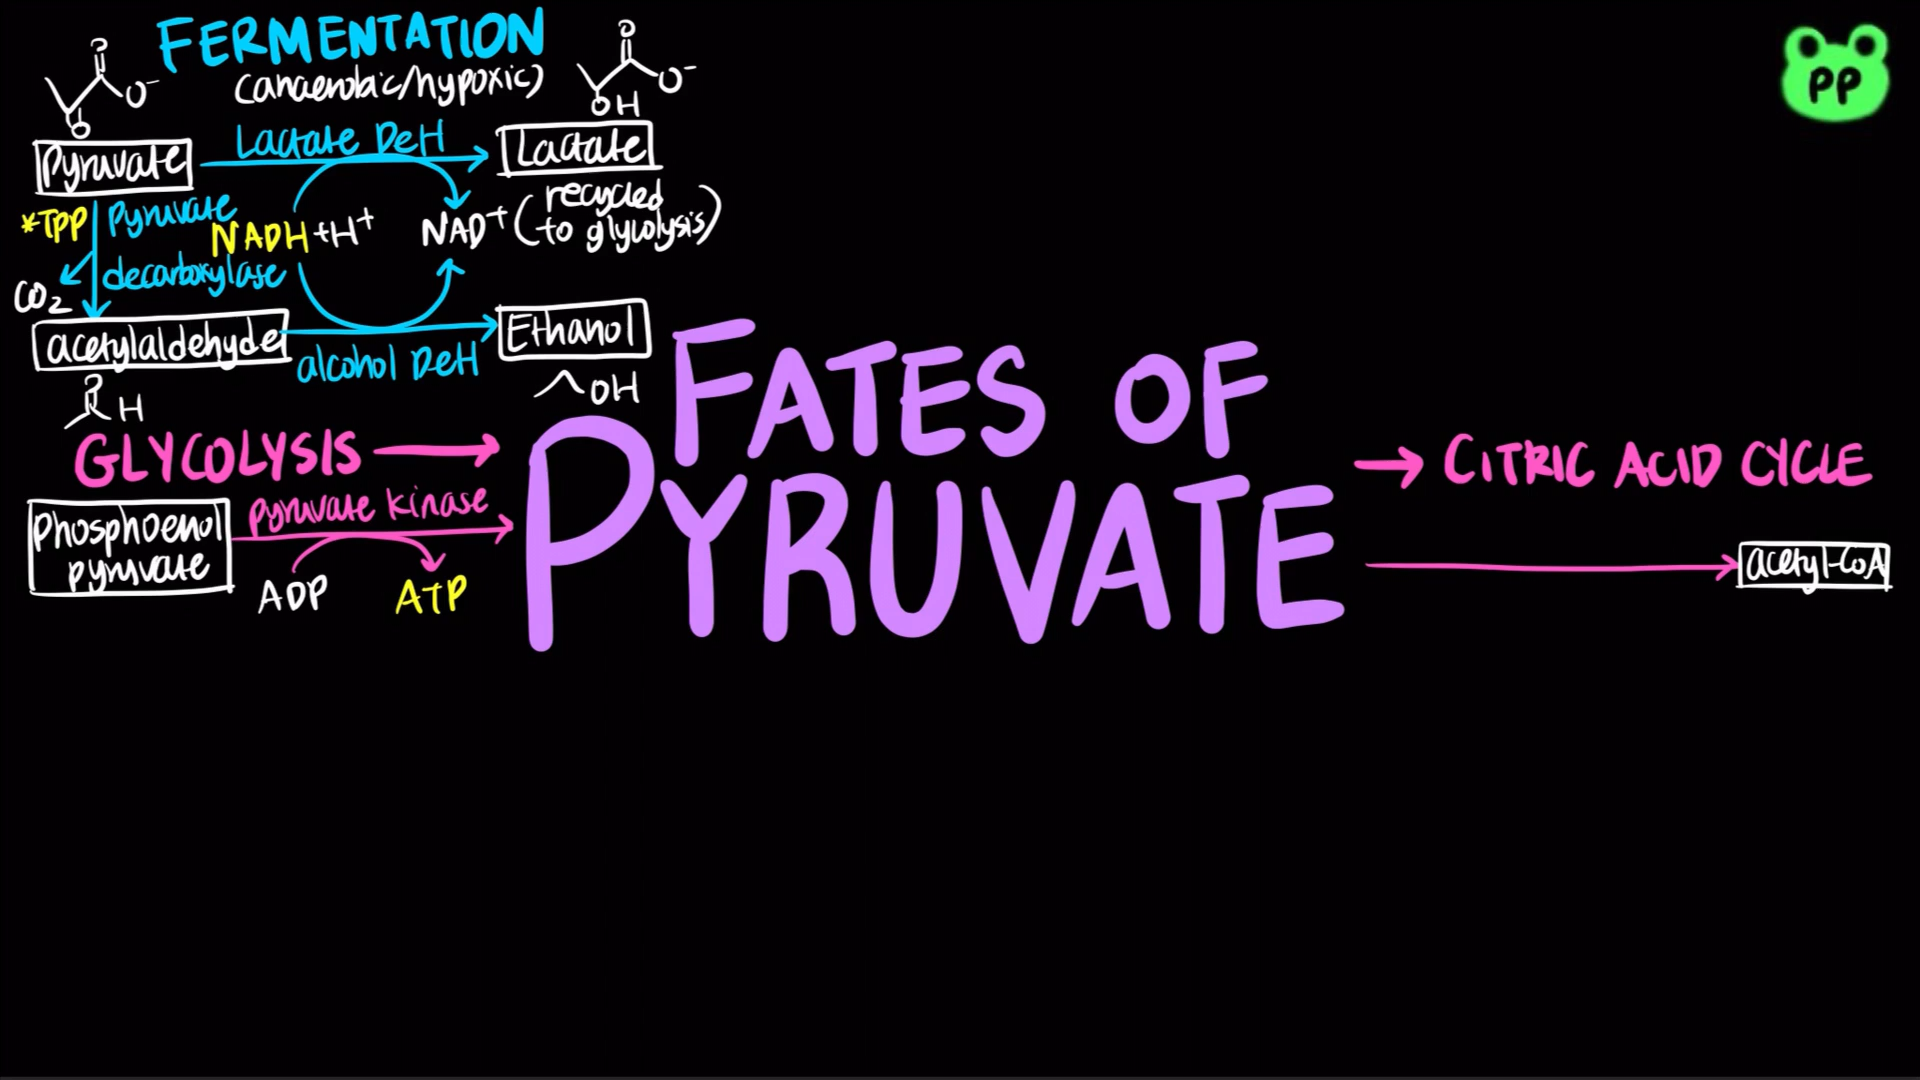 FERMENTATION
(anaerobic/hypoxic)
O
O⁻
O
O
O⁻
OH
Pyruvate
Lactate DeH
Lactate
*TPP
Pyruvate
decarboxylase
NADH+H⁺
NAD⁺ (recycled
to glycolysis)
CO₂
acetylaldehyde
alcohol DeH
Ethanol
O
H
OH
GLYCOLYSIS
Phosphoenol
pyruvate
pyruvate kinase
ADP
ATP
FATES OF
PYRUVATE
CITRIC ACID CYCLE
acetyl-CoA
PP